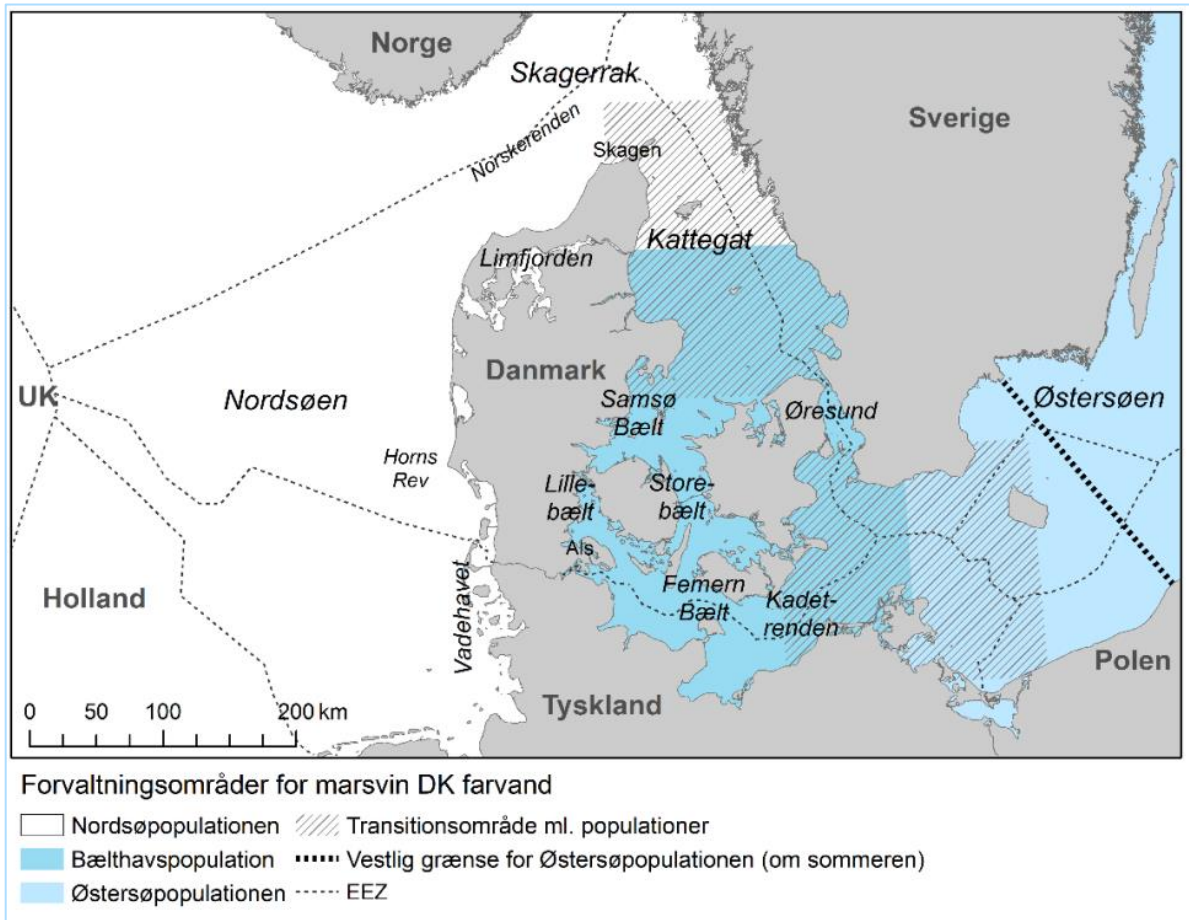 Norge
Skagerrak
Sverige
Norskerenden
Skagen
Kattegat
Limfjorden
Danmark
UK
Nordsøen
Samsø
Bælt
Øresund
Østersøen
Horns
Rev
Lille-
bælt
Store-
bælt
Als
Holland
Vadehavet
Femern
Bælt
Kadet-
renden
Polen
Tyskland
0 50 100 200 km
Forvaltningsområder for marsvin DK farvand
Nordsøpopulationen
Transitionsområde ml. populationer
Bælthavspopulation
Vestlig grænse for Østersøpopulationen (om sommeren)
Østersøpopulationen
EEZ